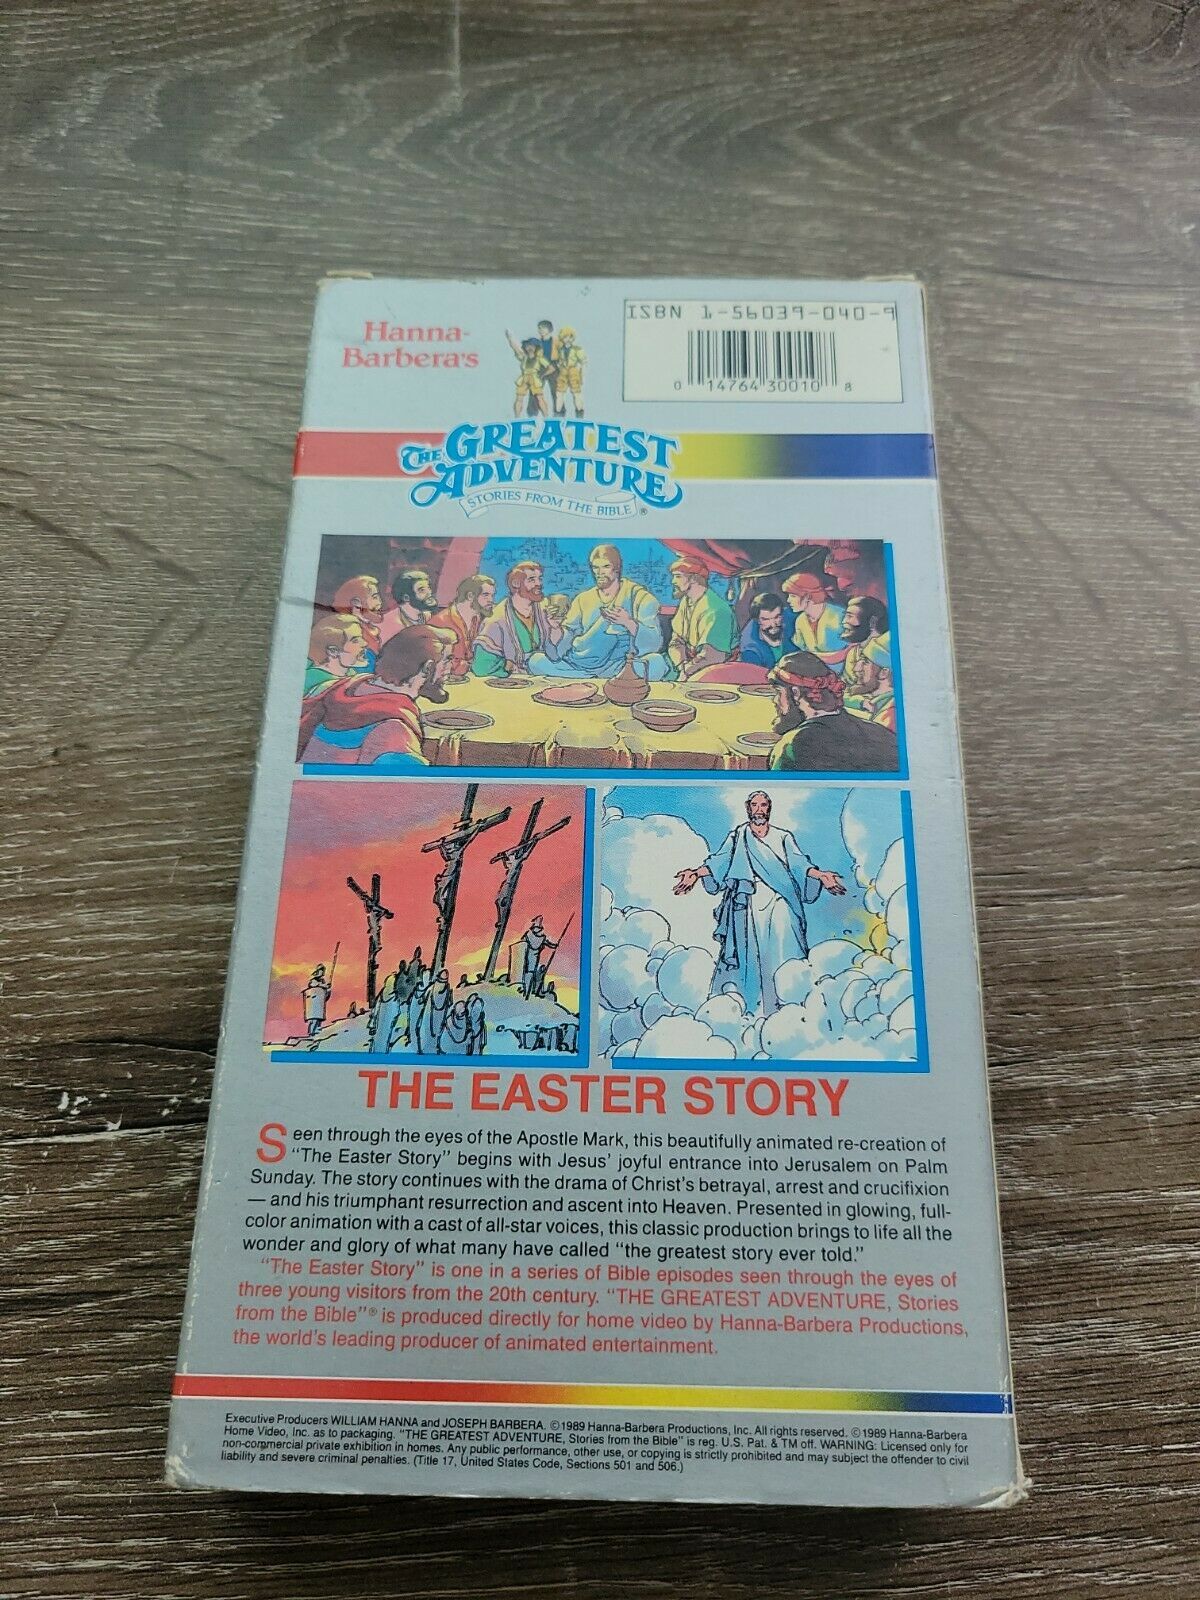 Hanna-
Barbera's
ISBN 1-56039-040-9
0 14764 30010 8
THE GREATEST
ADVENTURE
STORIES FROM THE BIBLE®
THE EASTER STORY
Seen through the eyes of the Apostle Mark, this beautifully animated re-creation of
"The Easter Story" begins with Jesus' joyful entrance into Jerusalem on Palm
Sunday. The story continues with the drama of Christ's betrayal, arrest and crucifixion
— and his triumphant resurrection and ascent into Heaven. Presented in glowing, full-
color animation with a cast of all-star voices, this classic production brings to life all the
wonder and glory of what many have called "the greatest story ever told."
"The Easter Story" is one in a series of Bible episodes seen through the eyes of
three young visitors from the 20th century. "THE GREATEST ADVENTURE, Stories
from the Bible"® is produced directly for home video by Hanna-Barbera Productions,
the world's leading producer of animated entertainment.
Executive Producers WILLIAM HANNA and JOSEPH BARBERA. ©1989 Hanna-Barbera Productions, Inc. All rights reserved. ©1989 Hanna-Barbera
Home Video, Inc. as to packaging. "THE GREATEST ADVENTURE, Stories from the Bible" is reg. U.S. Pat. & TM off. WARNING: Licensed only for
non-commercial private exhibition in homes. Any public performance, other use, or copying is strictly prohibited and may subject the offender to civil
liability and severe criminal penalties. (Title 17, United States Code, Sections 501 and 506.)